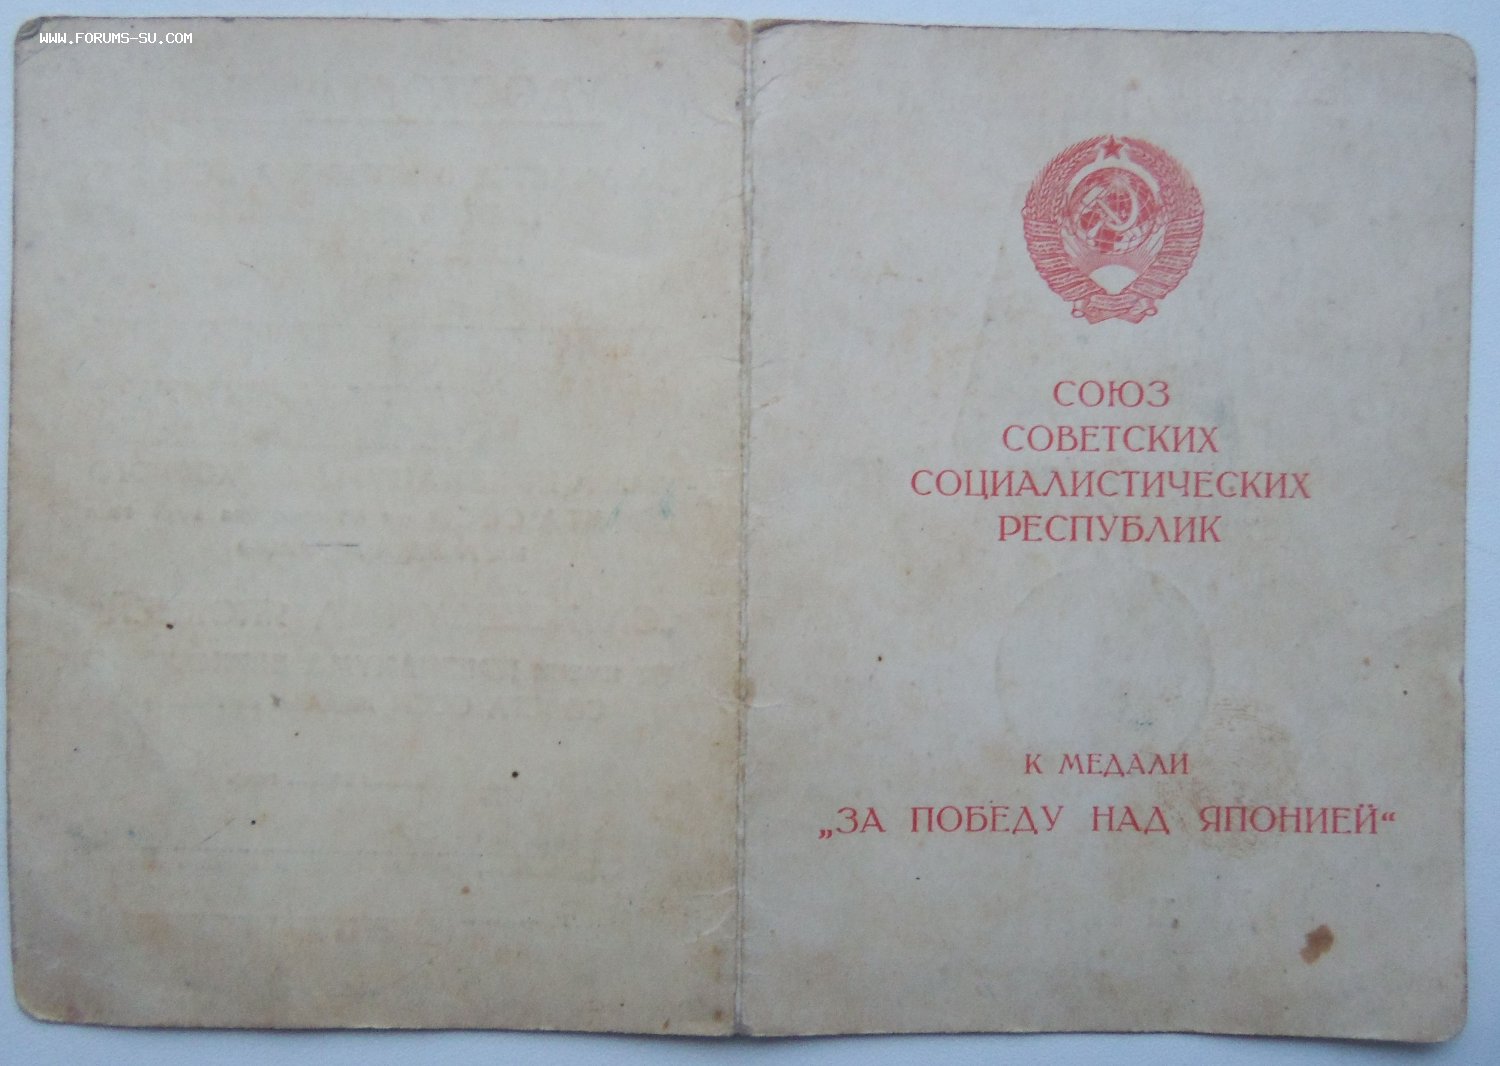 WWW.FORUMS-SU.COM
СОЮЗ
СОВЕТСКИХ
СОЦИАЛИСТИЧЕСКИХ
РЕСПУБЛИК
К МЕДАЛИ
„ЗА ПОБЕДУ НАД ЯПОНИЕЙ“